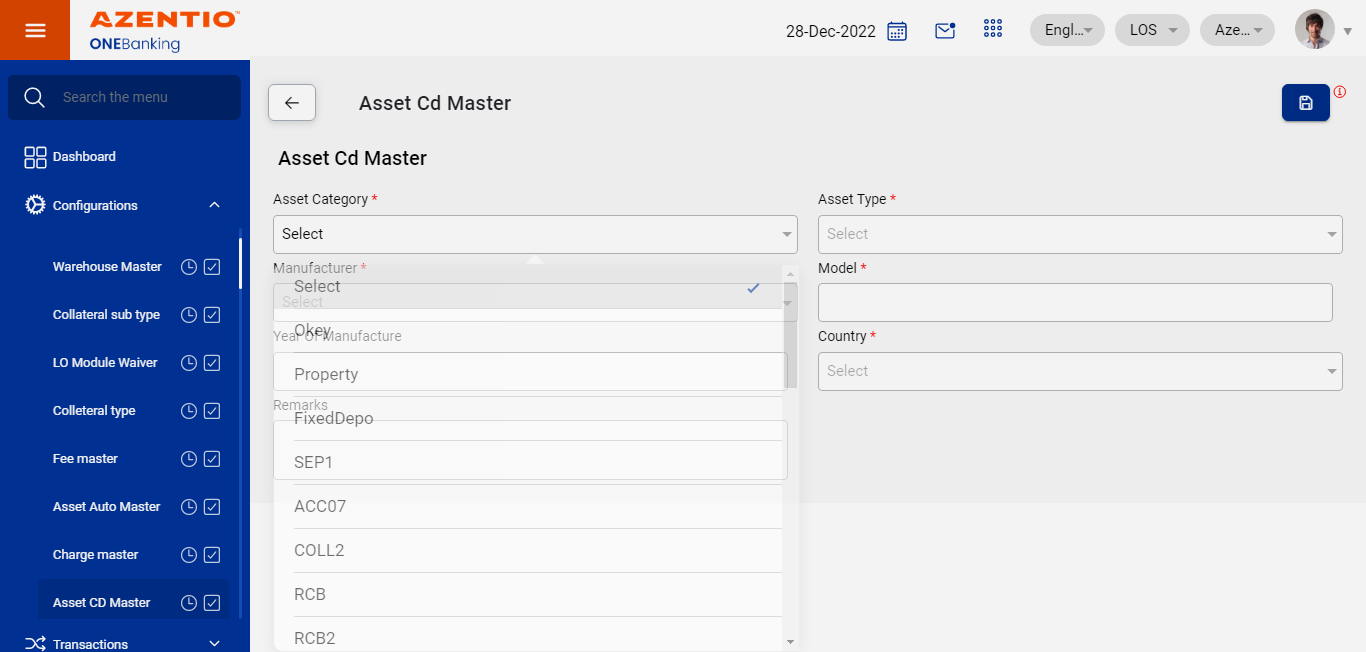 AZENTIO™
ONEBanking
28-Dec-2022
Engl...
LOS
Aze...
Search the menu
Dashboard
Configurations
Warehouse Master
Collateral sub type
LO Module Waiver
Colleteral type
Fee master
Asset Auto Master
Charge master
Asset CD Master
Transactions
Asset Cd Master
Asset Cd Master
Asset Category *
Select
Asset Type *
Select
Manufacturer *
Select
Model *
Year Of Manufacture
Country *
Select
Remarks
Select
Okey
Property
FixedDepo
SEP1
ACC07
COLL2
RCB
RCB2